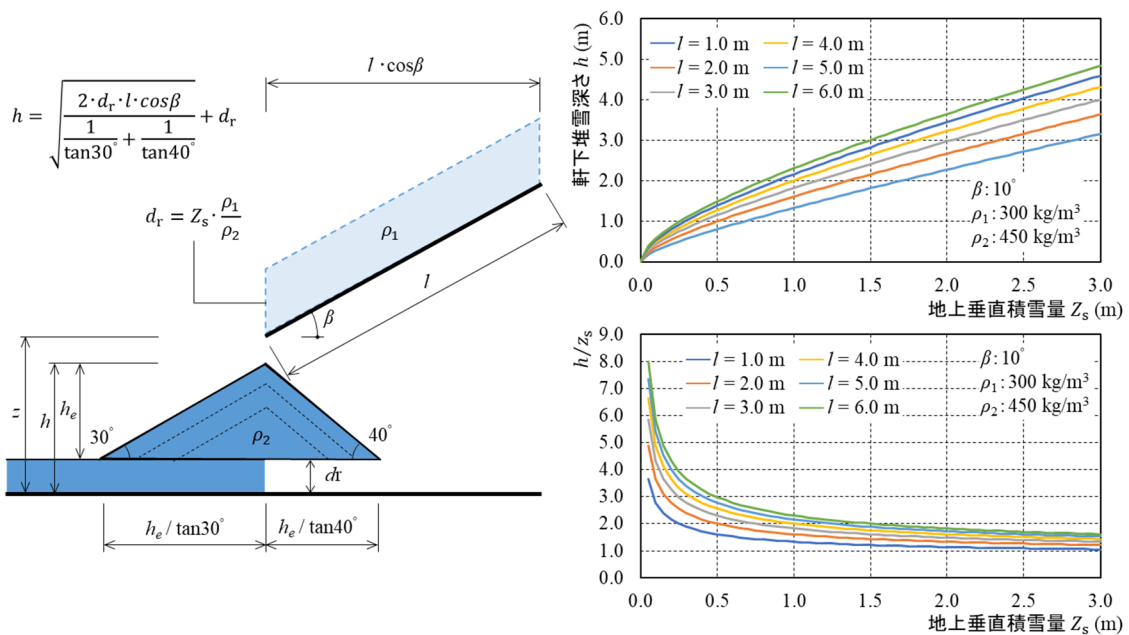 h = √((2·dᵣ·l·cosβ)/(1/tan30° + 1/tan40°)) + dᵣ
l·cosβ
dᵣ = Zₛ·ρ₁/ρ₂
ρ₁
l
β
z
h
hₑ
30°
ρ₂
40°
dr
hₑ / tan30°
hₑ / tan40°
軒下堆雪深さ h (m)
6.0
5.0
4.0
3.0
2.0
1.0
0.0
l = 1.0 m
l = 4.0 m
l = 2.0 m
l = 5.0 m
l = 3.0 m
l = 6.0 m
β: 10°
ρ₁: 300 kg/m³
ρ₂: 450 kg/m³
0.0 0.5 1.0 1.5 2.0 2.5 3.0
地上垂直積雪量 Zₛ (m)
h/zₛ
9.0
8.0
7.0
6.0
5.0
4.0
3.0
2.0
1.0
0.0
l = 1.0 m
l = 4.0 m
β: 10°
l = 2.0 m
l = 5.0 m
ρ₁: 300 kg/m³
l = 3.0 m
l = 6.0 m
ρ₂: 450 kg/m³
0.0 0.5 1.0 1.5 2.0 2.5 3.0
地上垂直積雪量 Zₛ (m)